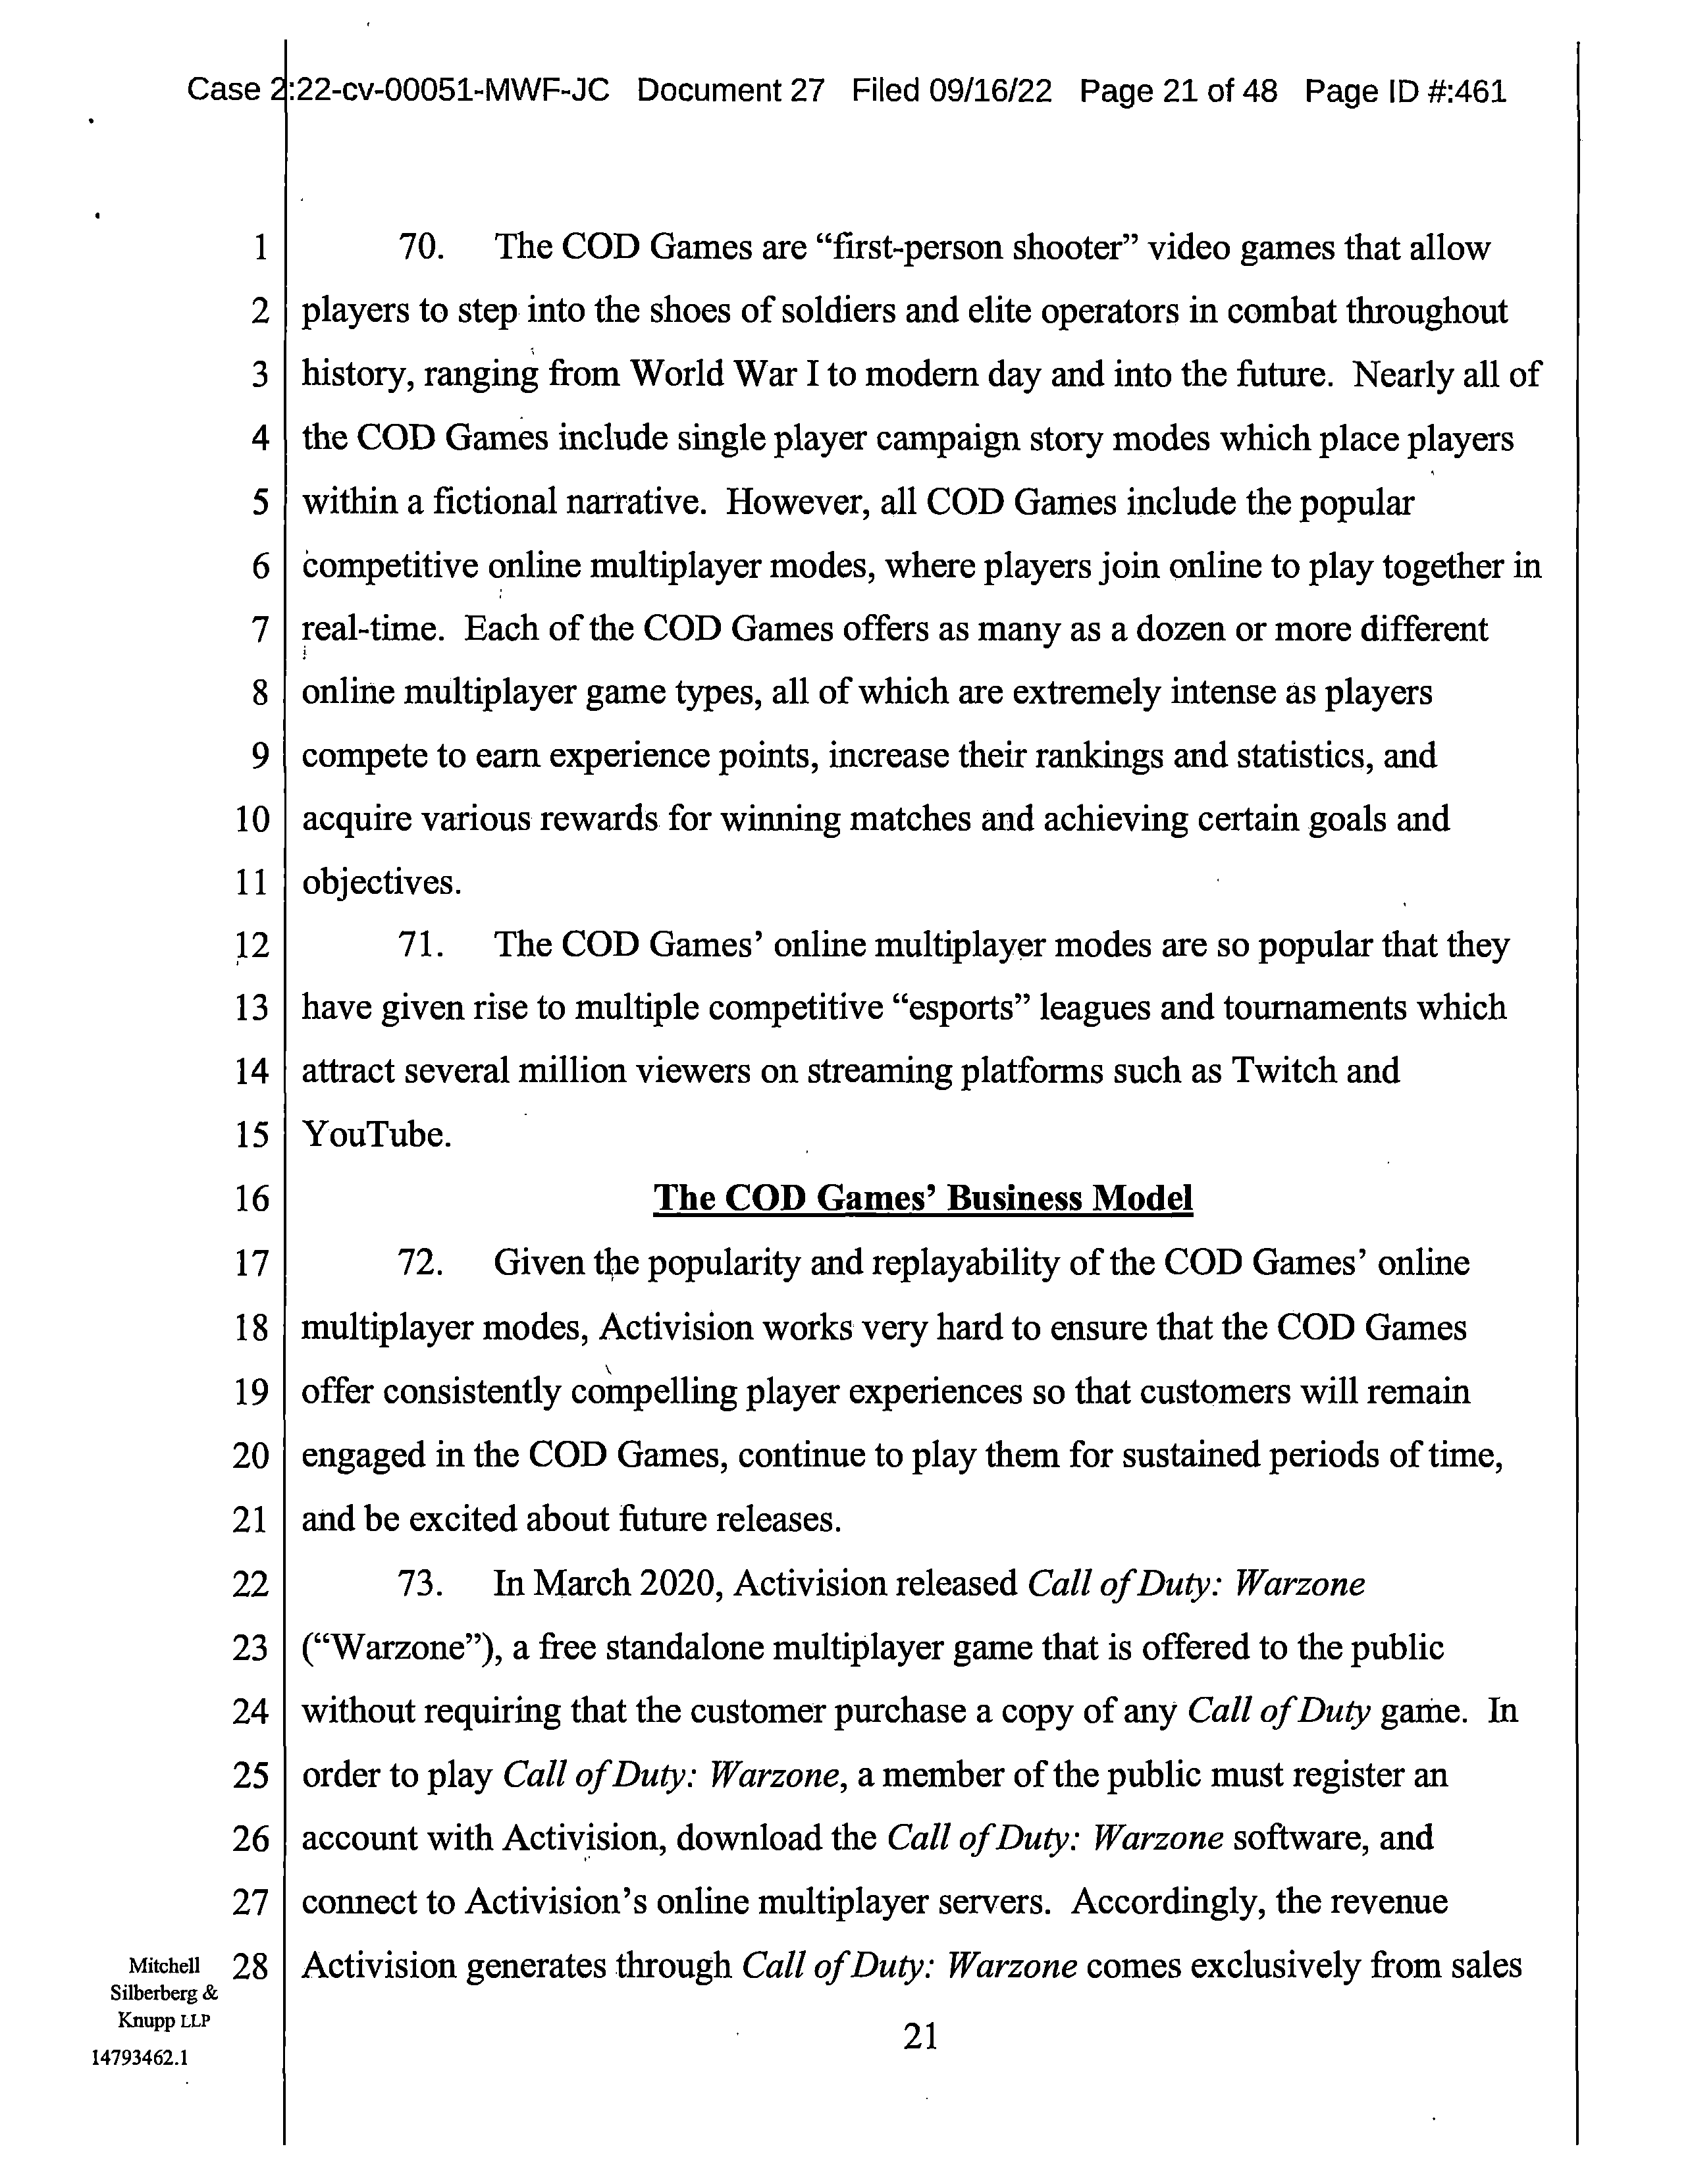 Case 2:22-cv-00051-MWF-JC Document 27 Filed 09/16/22 Page 21 of 48 Page ID #:461
1 70. The COD Games are “first-person shooter” video games that allow
2 players to step into the shoes of soldiers and elite operators in combat throughout
3 history, ranging from World War I to modern day and into the future. Nearly all of
4 the COD Games include single player campaign story modes which place players
5 within a fictional narrative. However, all COD Games include the popular
6 competitive online multiplayer modes, where players join online to play together in
7 real-time. Each of the COD Games offers as many as a dozen or more different
8 online multiplayer game types, all of which are extremely intense as players
9 compete to earn experience points, increase their rankings and statistics, and
10 acquire various rewards for winning matches and achieving certain goals and
11 objectives.
12 71. The COD Games’ online multiplayer modes are so popular that they
13 have given rise to multiple competitive “esports” leagues and tournaments which
14 attract several million viewers on streaming platforms such as Twitch and
15 YouTube.
16 The COD Games’ Business Model
17 72. Given the popularity and replayability of the COD Games’ online
18 multiplayer modes, Activision works very hard to ensure that the COD Games
19 offer consistently compelling player experiences so that customers will remain
20 engaged in the COD Games, continue to play them for sustained periods of time,
21 and be excited about future releases.
22 73. In March 2020, Activision released Call of Duty: Warzone
23 (“Warzone”), a free standalone multiplayer game that is offered to the public
24 without requiring that the customer purchase a copy of any Call of Duty game. In
25 order to play Call of Duty: Warzone, a member of the public must register an
26 account with Activision, download the Call of Duty: Warzone software, and
27 connect to Activision’s online multiplayer servers. Accordingly, the revenue
28 Activision generates through Call of Duty: Warzone comes exclusively from sales
Mitchell
Silberberg &
Knupp LLP
21
14793462.1